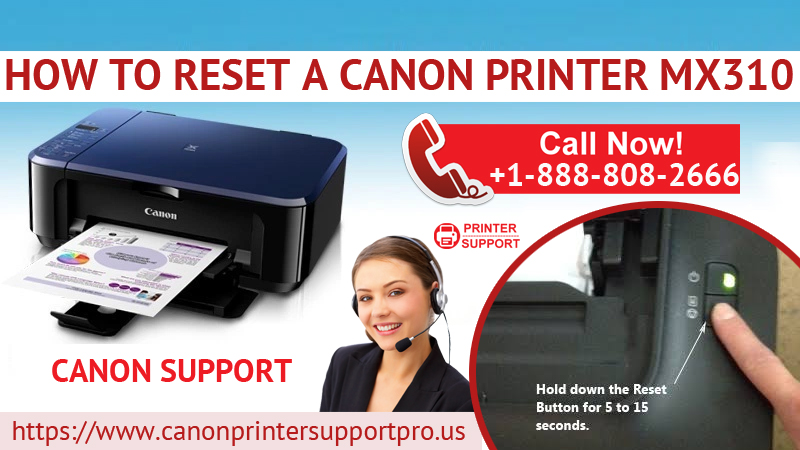 HOW TO RESET A CANON PRINTER MX310
Call Now!
+1-888-808-2666
Canon
PRINTER
SUPPORT
CANON SUPPORT
Hold down the Reset
Button for 5 to 15
seconds.
https://www.canonprintersupportpro.us